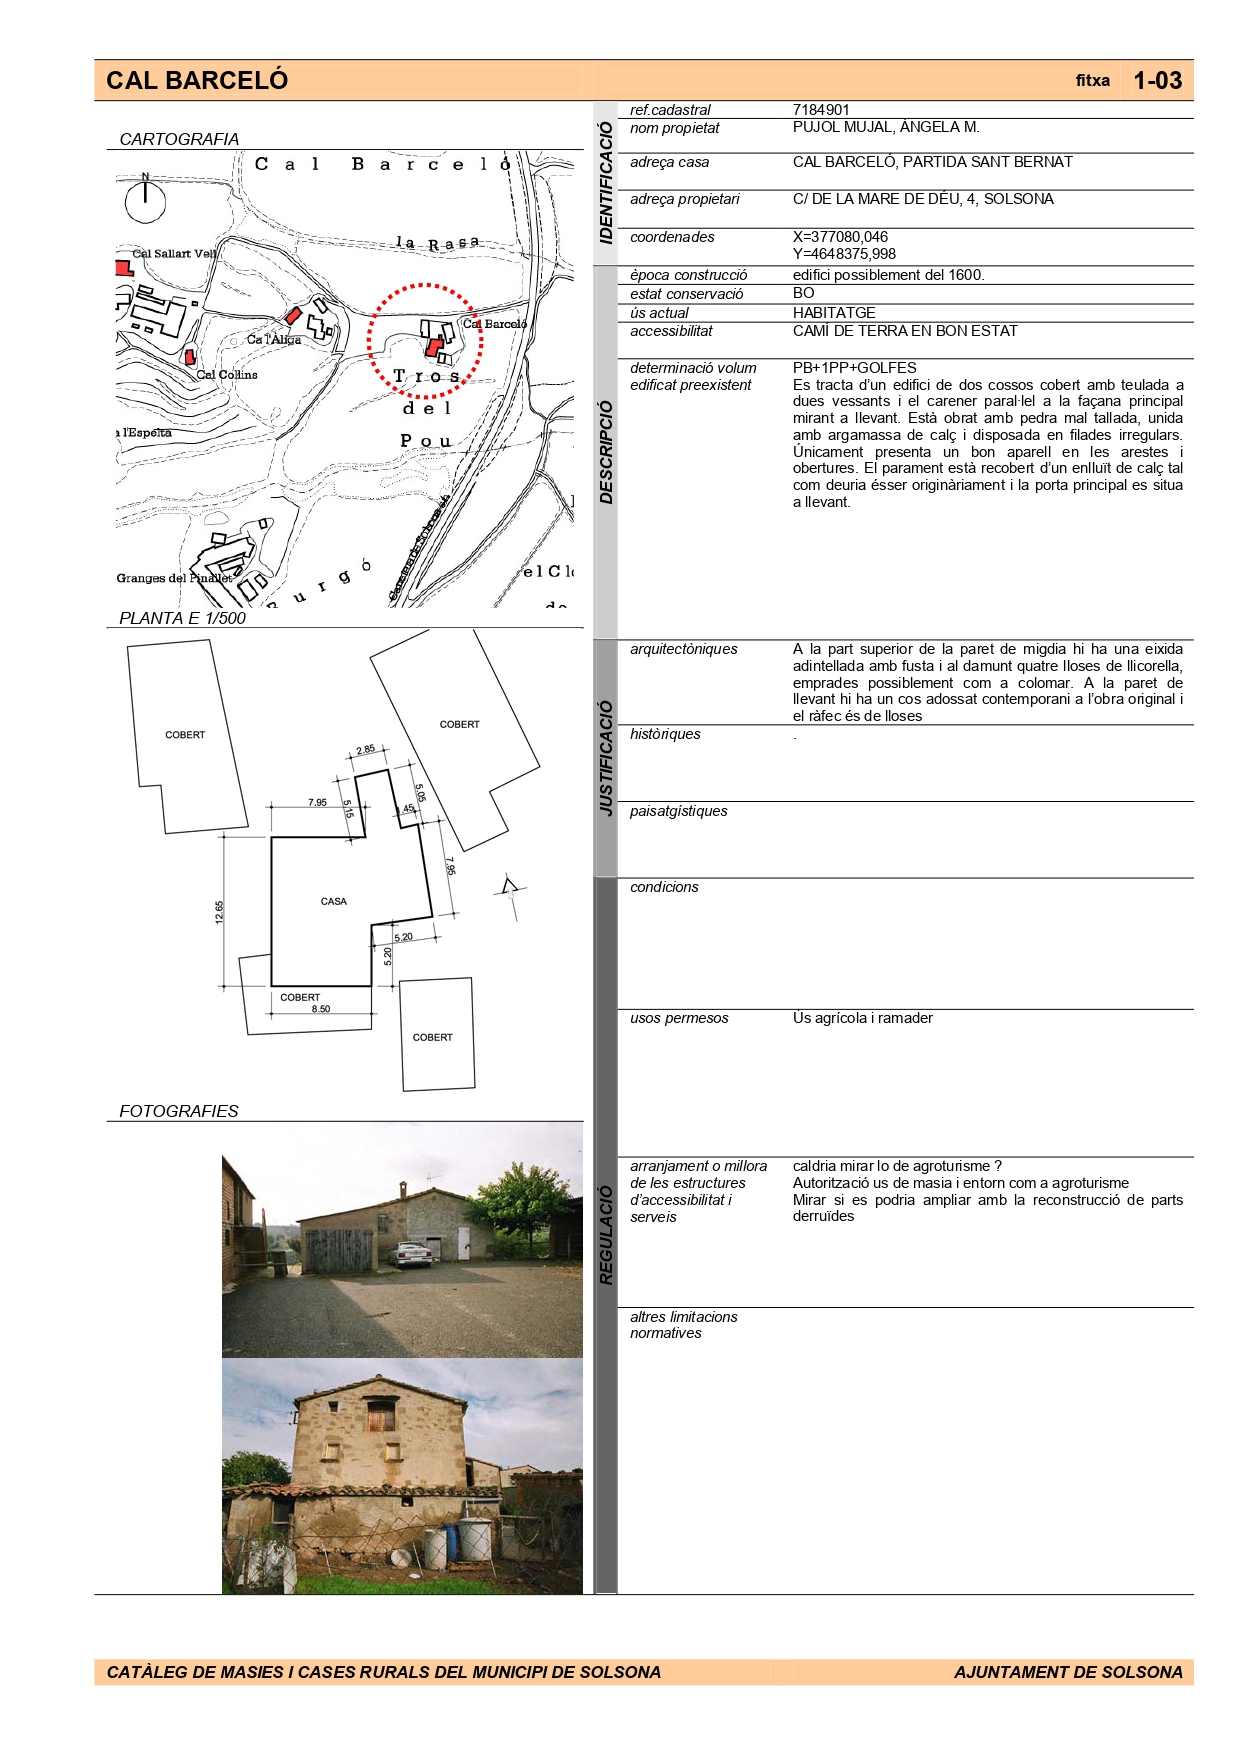 CAL BARCELÓ
fitxa 1-03
CARTOGRAFIA
Cal Barceló
N
la Rasa
Cal Sallart Vell
Cal Barceló
Ca l'Àliga
Cal Collins
Tros
del
Pou
a l'Espelta
Carretera de Solsona
Granges del Pinallet
Burgó
el Cl
de
PLANTA E 1/500
COBERT
COBERT
2.85
7.95
5.15
5.05
1.45
7.95
CASA
12.65
5.20
5.20
COBERT
8.50
COBERT
FOTOGRAFIES
IDENTIFICACIÓ
ref.cadastral 7184901
nom propietat PUJOL MUJAL, ÀNGELA M.
adreça casa CAL BARCELÓ, PARTIDA SANT BERNAT
adreça propietari C/ DE LA MARE DE DÉU, 4, SOLSONA
coordenades X=377080,046
Y=4648375,998
DESCRIPCIÓ
època construcció edifici possiblement del 1600.
estat conservació BO
ús actual HABITATGE
accessibilitat CAMÍ DE TERRA EN BON ESTAT
determinació volum PB+1PP+GOLFES
edificat preexistent Es tracta d'un edifici de dos cossos cobert amb teulada a
dues vessants i el carener paral·lel a la façana principal
mirant a llevant. Està obrat amb pedra mal tallada, unida
amb argamassa de calç i disposada en filades irregulars.
Únicament presenta un bon aparell en les arestes i
obertures. El parament està recobert d'un enlluït de calç tal
com deuria ésser originàriament i la porta principal es situa
a llevant.
JUSTIFICACIÓ
arquitectòniques A la part superior de la paret de migdia hi ha una eixida
adintellada amb fusta i al damunt quatre lloses de llicorella,
emprades possiblement com a colomar. A la paret de
llevant hi ha un cos adossat contemporani a l'obra original i
el ràfec és de lloses
històriques .
paisatgístiques
REGULACIÓ
condicions
usos permesos Ús agrícola i ramader
arranjament o millora caldria mirar lo de agroturisme ?
de les estructures Autorització us de masia i entorn com a agroturisme
d'accessibilitat i Mirar si es podria ampliar amb la reconstrucció de parts
serveis derruïdes
altres limitacions
normatives
CATÀLEG DE MASIES I CASES RURALS DEL MUNICIPI DE SOLSONA AJUNTAMENT DE SOLSONA